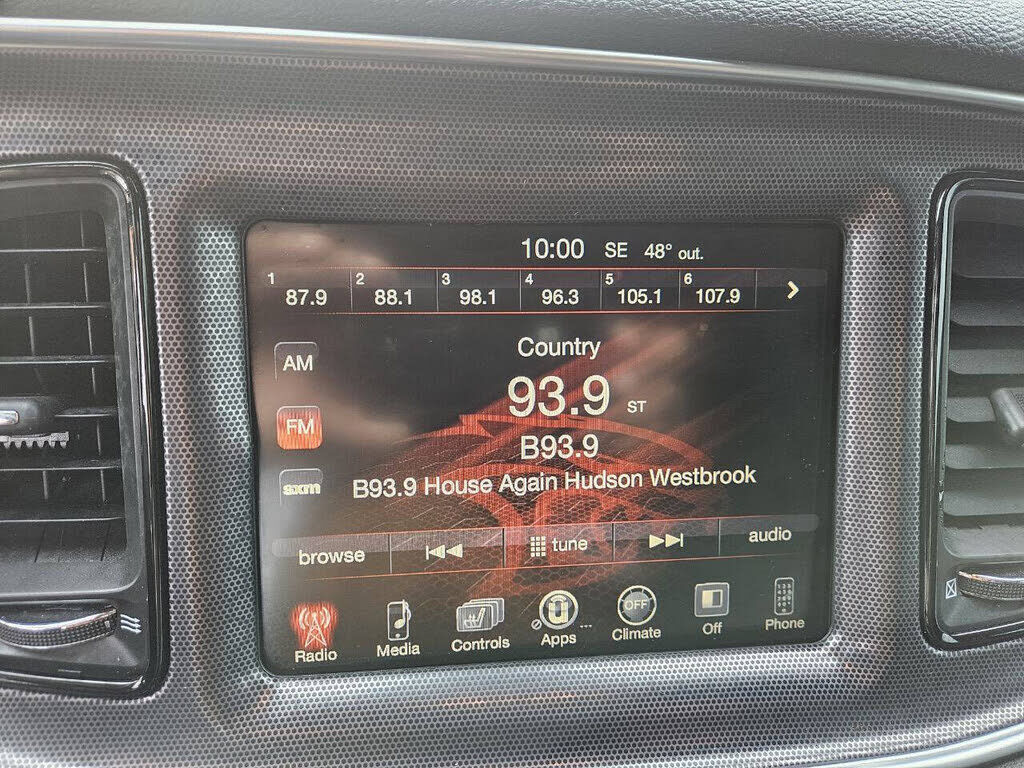 10:00 SE 48° out.
1 2 3 4 5 6
87.9 88.1 98.1 96.3 105.1 107.9
Country
AM
93.9 ST
FM
B93.9
sxm
B93.9 House Again Hudson Westbrook
browse tune audio
OFF
Radio Media Controls Apps Climate Off Phone